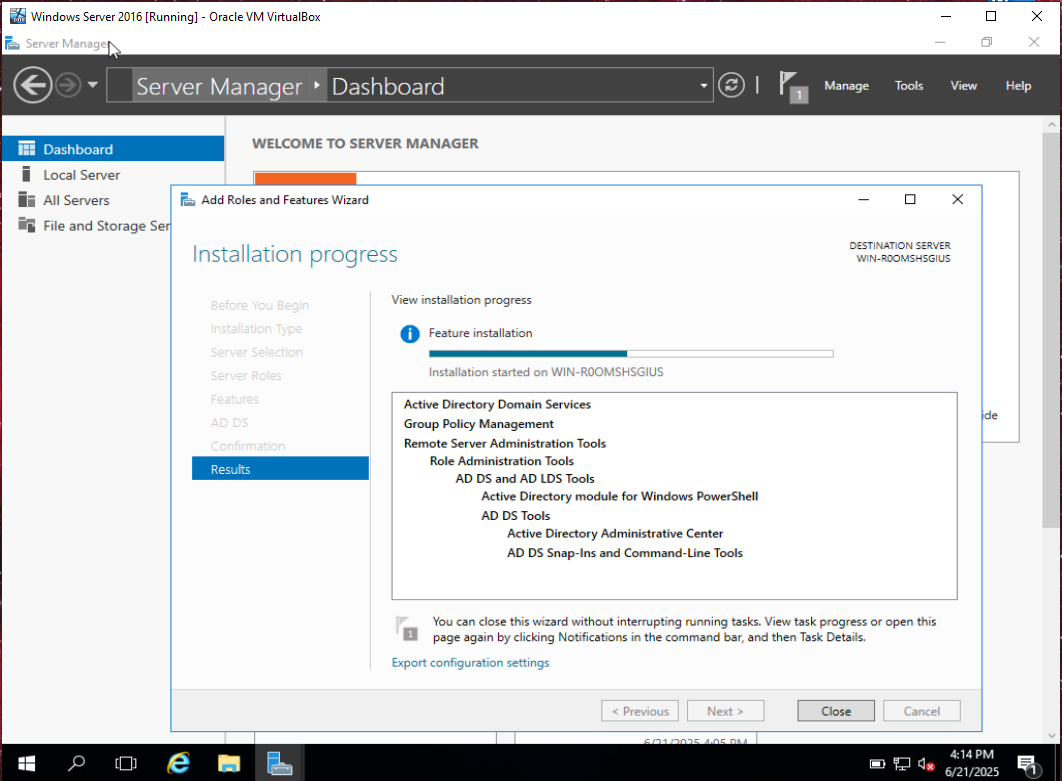 Windows Server 2016 [Running] - Oracle VM VirtualBox
Server Manager
Server Manager ‣ Dashboard
1
Manage
Tools
View
Help
Dashboard
Local Server
All Servers
File and Storage Ser
WELCOME TO SERVER MANAGER
Add Roles and Features Wizard
Installation progress
DESTINATION SERVER
WIN-R0OMSHSGIUS
Before You Begin
Installation Type
Server Selection
Server Roles
Features
AD DS
Confirmation
Results
View installation progress
Feature installation
Installation started on WIN-R0OMSHSGIUS
Active Directory Domain Services
Group Policy Management
Remote Server Administration Tools
Role Administration Tools
AD DS and AD LDS Tools
Active Directory module for Windows PowerShell
AD DS Tools
Active Directory Administrative Center
AD DS Snap-Ins and Command-Line Tools
ide
1
You can close this wizard without interrupting running tasks. View task progress or open this
page again by clicking Notifications in the command bar, and then Task Details.
Export configuration settings
< Previous
Next >
Close
Cancel
6/21/2025 4:05 PM
4:14 PM
6/21/2025
1